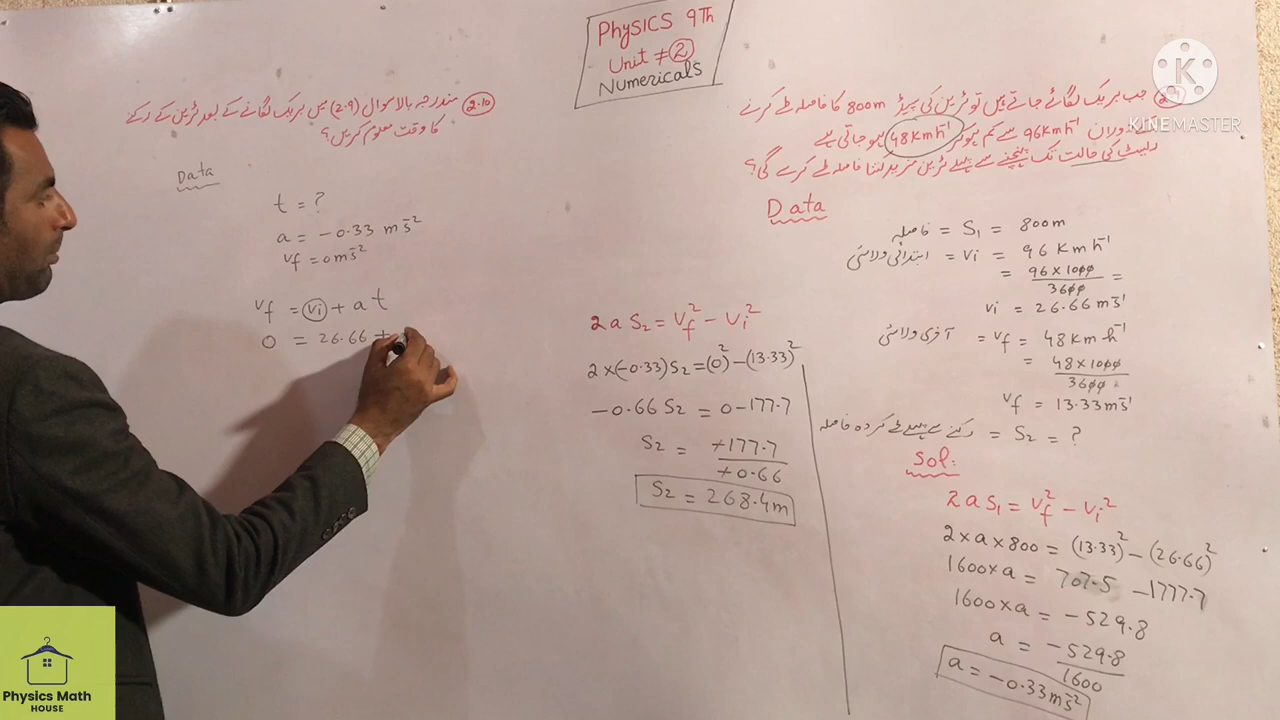 PhySICS 9Th
Unit # 2
Numericals
K
KINEMASTER
2.10 مندرجہ بالا سوال (2.9) میں بریک لگانے کے بعد ٹرین کے رکنے
کا وقت معلوم کریں؟
Data
t = ?
a = -0.33 ms⁻²
vf = 0 ms⁻²
vf = vi + a t
0 = 26.66 +
جب بریک لگائے جاتے ہیں تو ٹرین کی سپیڈ 800m کا فاصلہ طے کرنے
دوران 96Kmh⁻¹ سے کم ہو کر 48Kmh⁻¹ ہو جاتی ہے
ریسٹ کی حالت تک پہنچنے سے پہلے ٹرین مزید کتنا فاصلہ طے کرے گی؟
Data
فاصلہ = S₁ = 800m
ابتدائی ولاسٹی = Vi = 96 Kmh⁻¹
= 96 x 1000 / 3600 =
Vi = 26.66 ms⁻¹
آخری ولاسٹی = Vf = 48 Kmh⁻¹
= 48 x 1000 / 3600
Vf = 13.33 ms⁻¹
رکنے سے پہلے طے کردہ فاصلہ = S₂ = ?
Sol:
2 a S₁ = Vf² - Vi²
2 x a x 800 = (13.33)² - (26.66)²
1600 x a = 707.5 - 1777.7
1600 x a = -529.8
a = -529.8 / 1600
a = -0.33 ms⁻²
2 a S₂ = Vf² - Vi²
2 x (-0.33) S₂ = (0)² - (13.33)²
-0.66 S₂ = 0 - 177.7
S₂ = +177.7 / +0.66
S₂ = 268.4 m
Physics Math
HOUSE